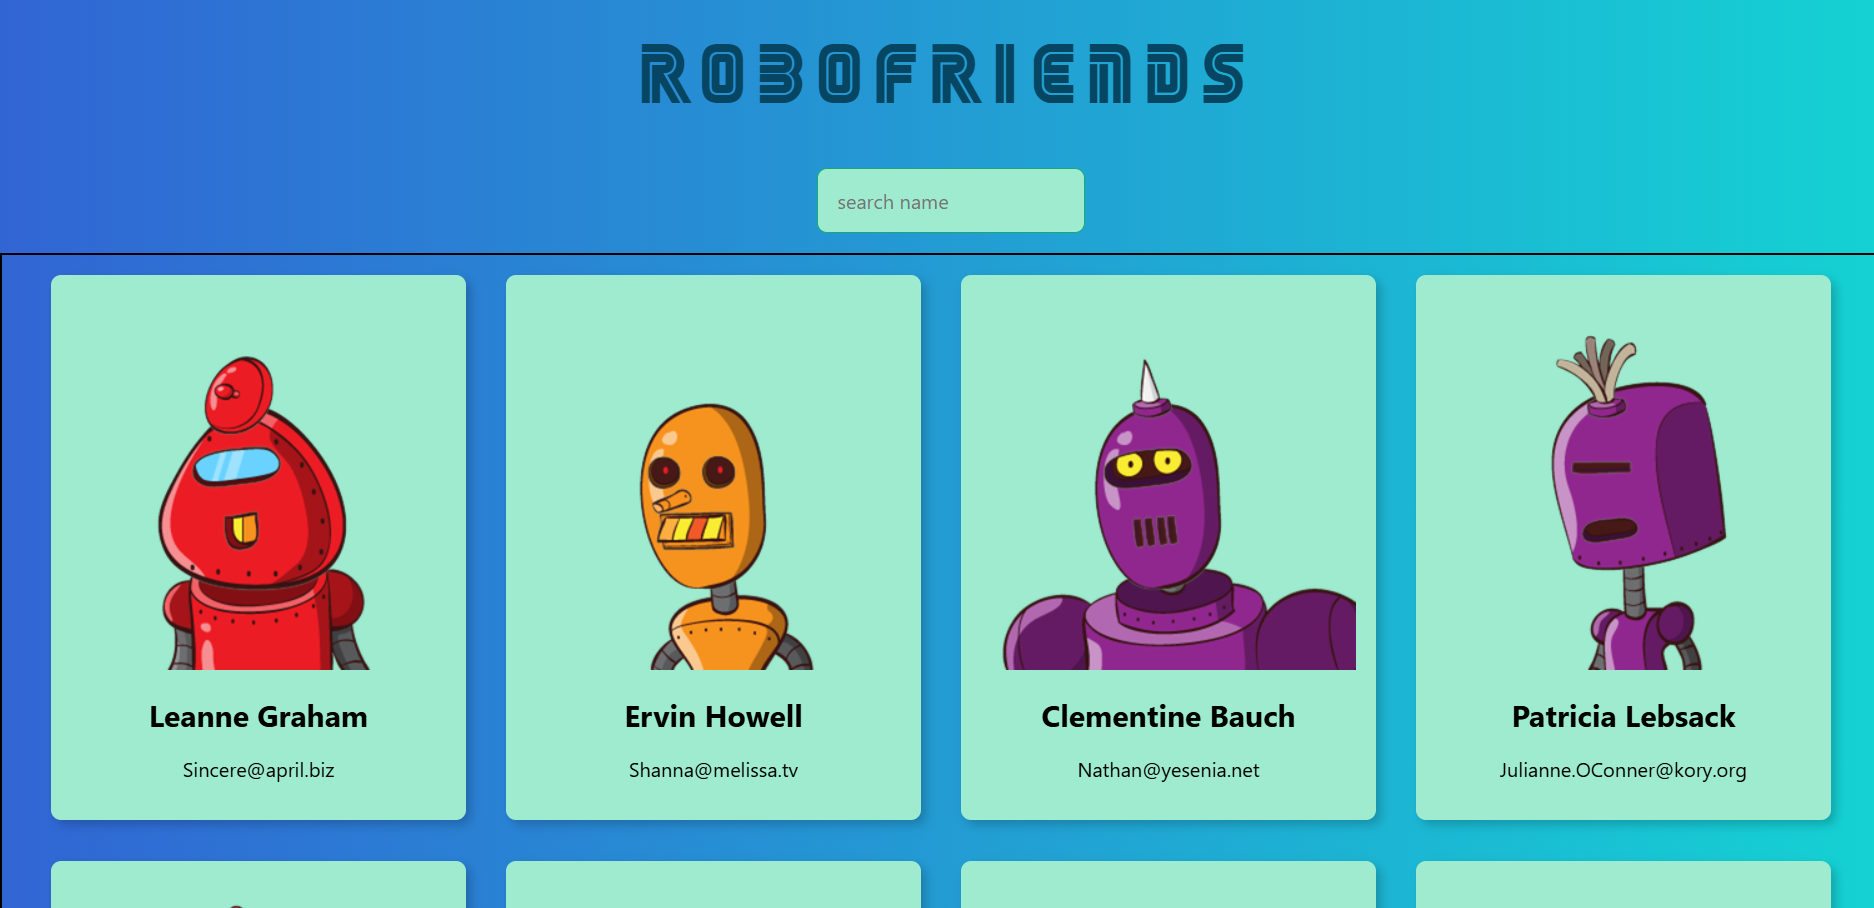 ROBOFRIENDS
search name
Leanne Graham
Sincere@april.biz
Ervin Howell
Shanna@melissa.tv
Clementine Bauch
Nathan@yesenia.net
Patricia Lebsack
Julianne.OConner@kory.org